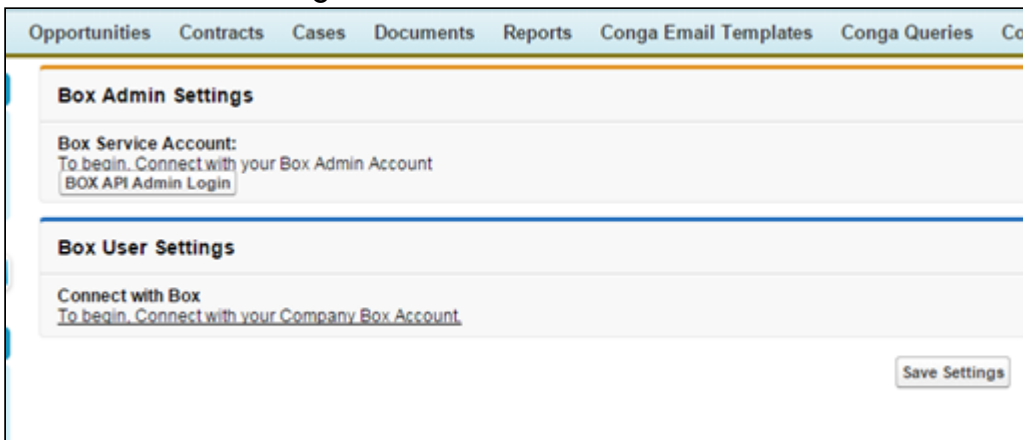 Opportunities Contracts Cases Documents Reports Conga Email Templates Conga Queries Co
Box Admin Settings
Box Service Account:
To begin, Connect with your Box Admin Account
BOX API Admin Login
Box User Settings
Connect with Box
To begin, Connect with your Company Box Account.
Save Settings